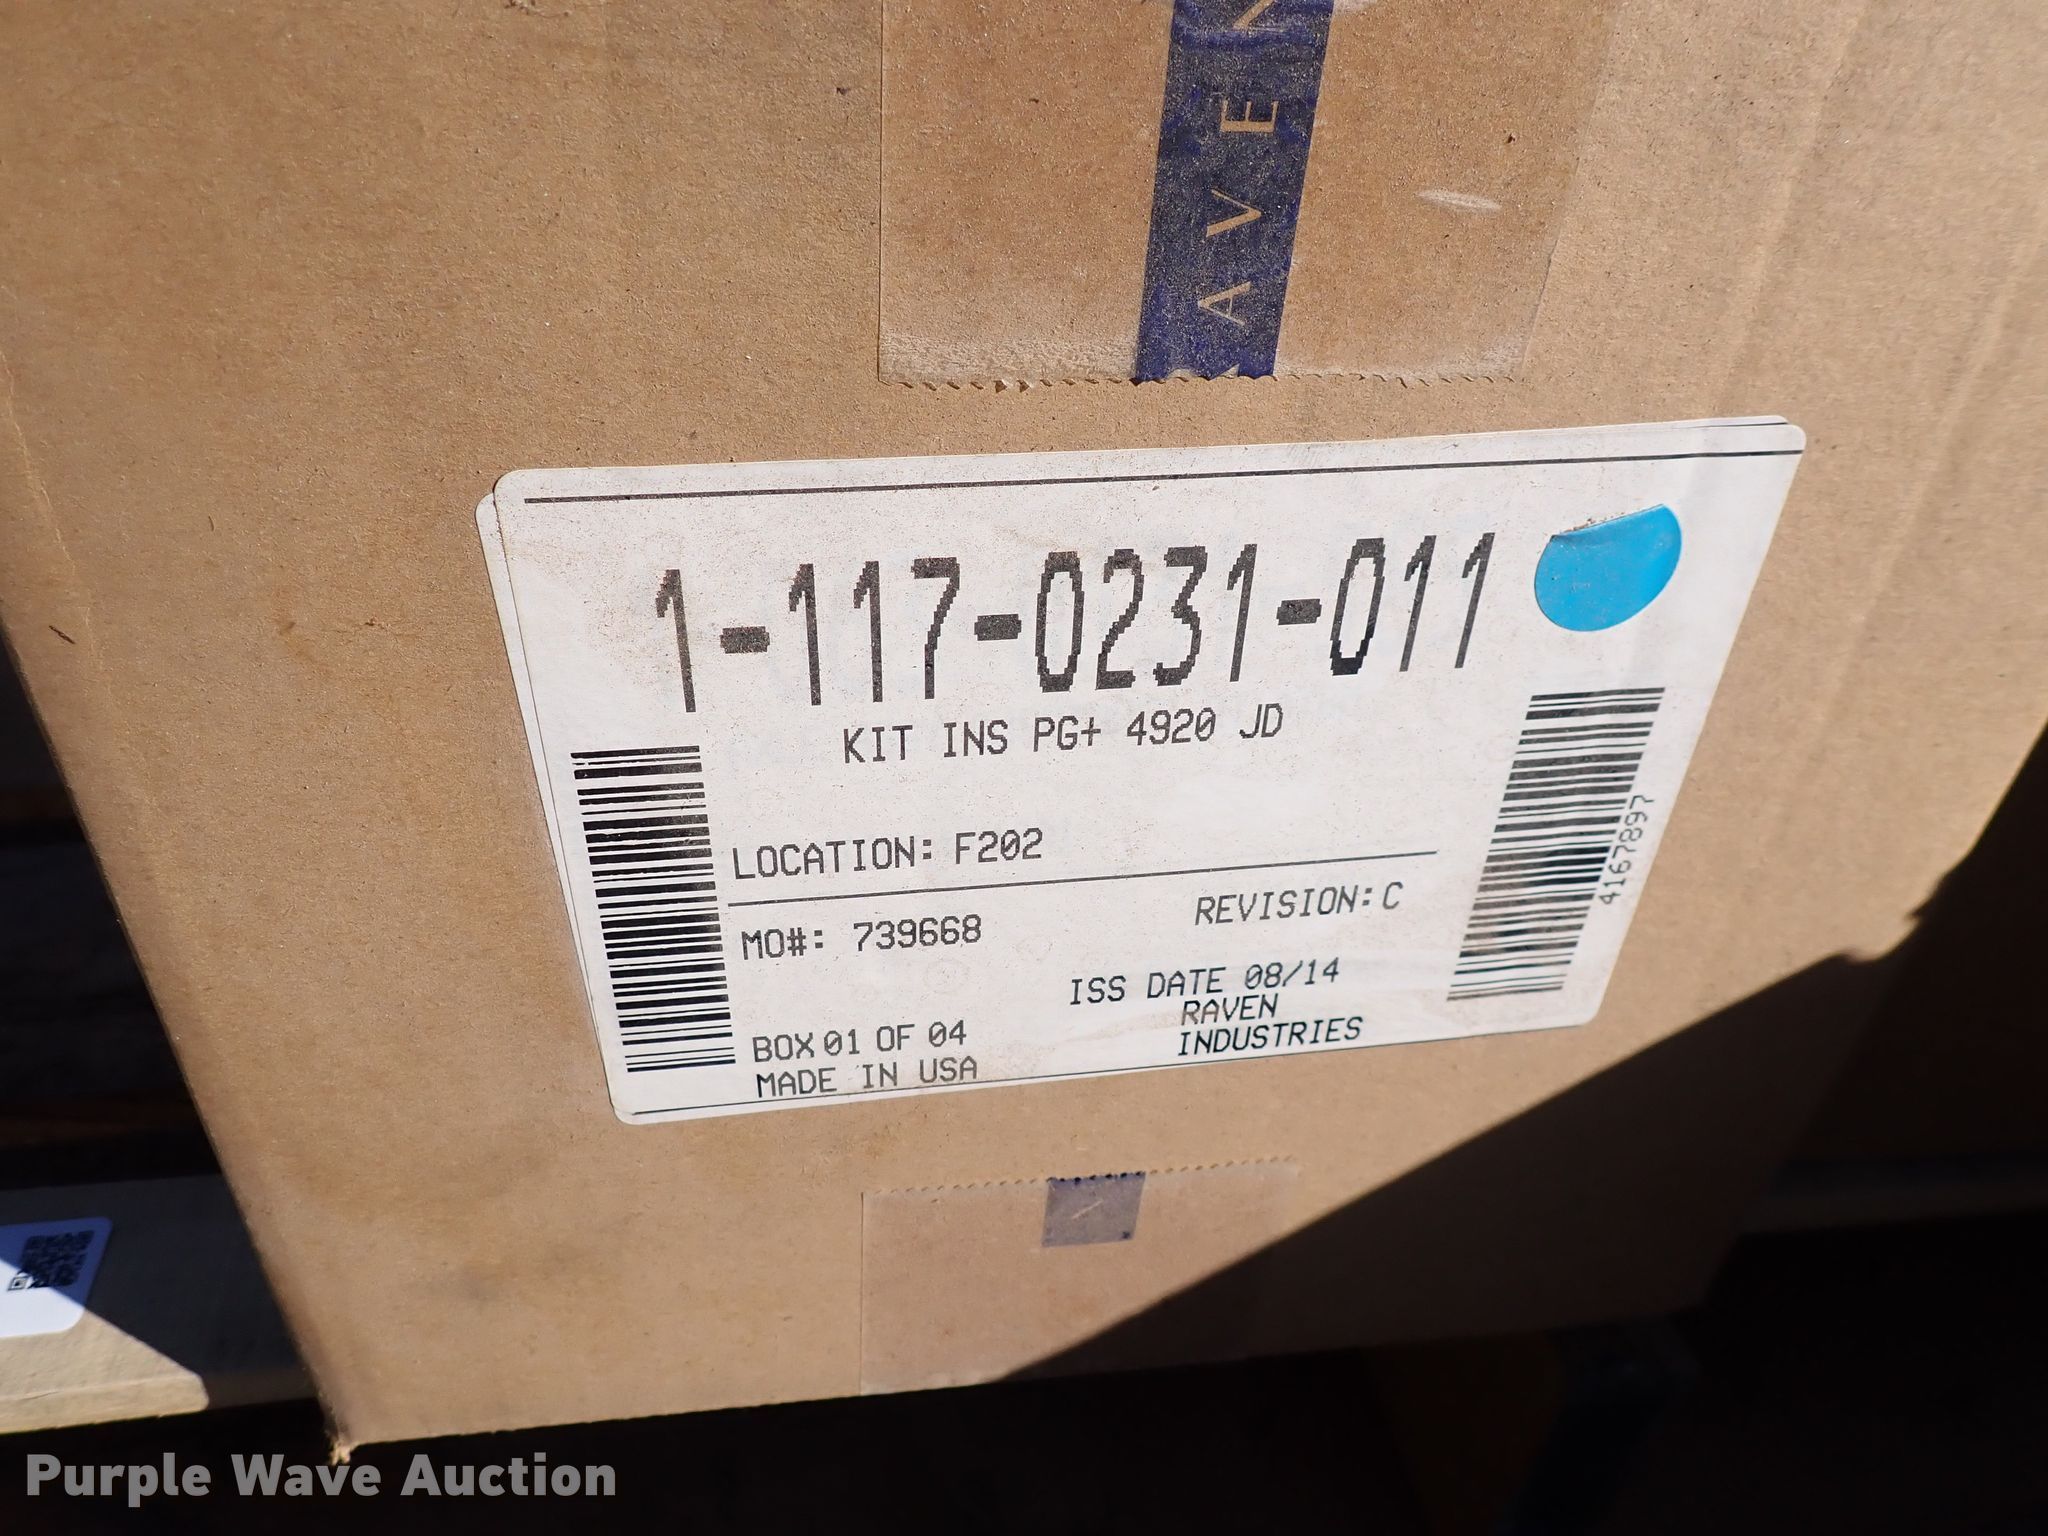 AVEN
1-117-0231-011
KIT INS PG+ 4920 JD
LOCATION: F202
MO#: 739668
REVISION: C
ISS DATE 08/14
RAVEN
INDUSTRIES
BOX 01 OF 04
MADE IN USA
4167897
Purple Wave Auction